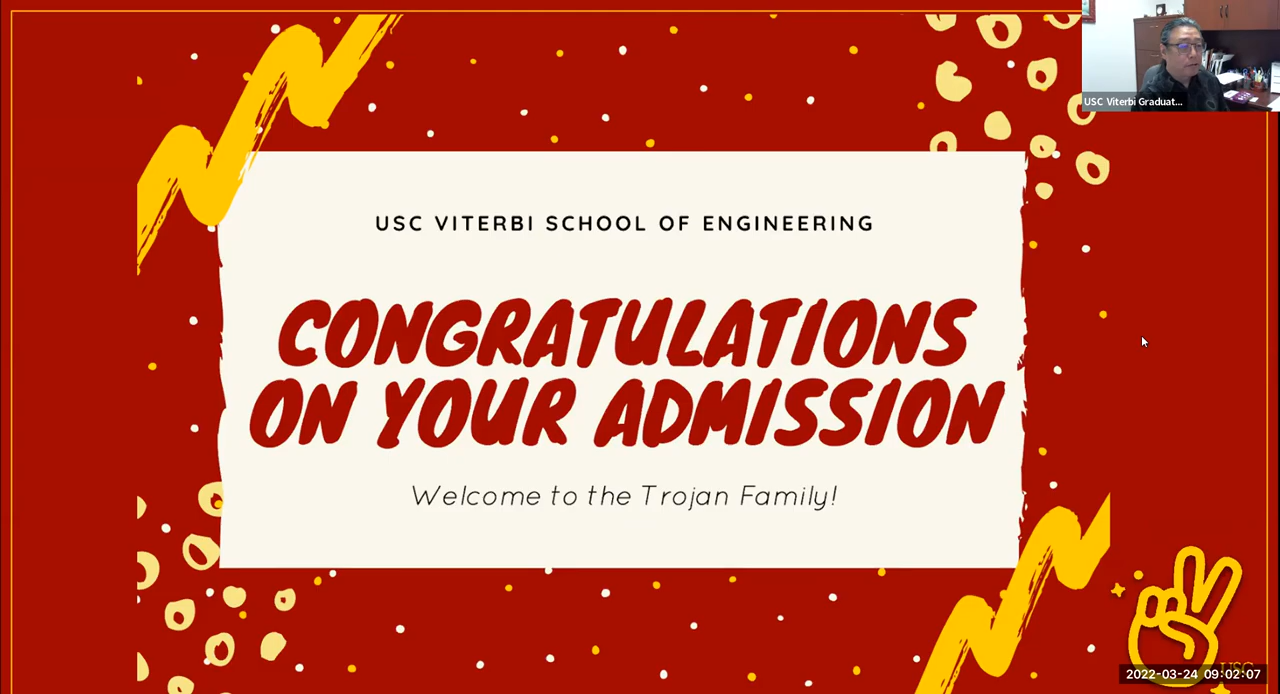 USC Viterbi Graduat...
USC VITERBI SCHOOL OF ENGINEERING
CONGRATULATIONS
ON YOUR ADMISSION
Welcome to the Trojan Family!
USC
2022-03-24 09:02:07